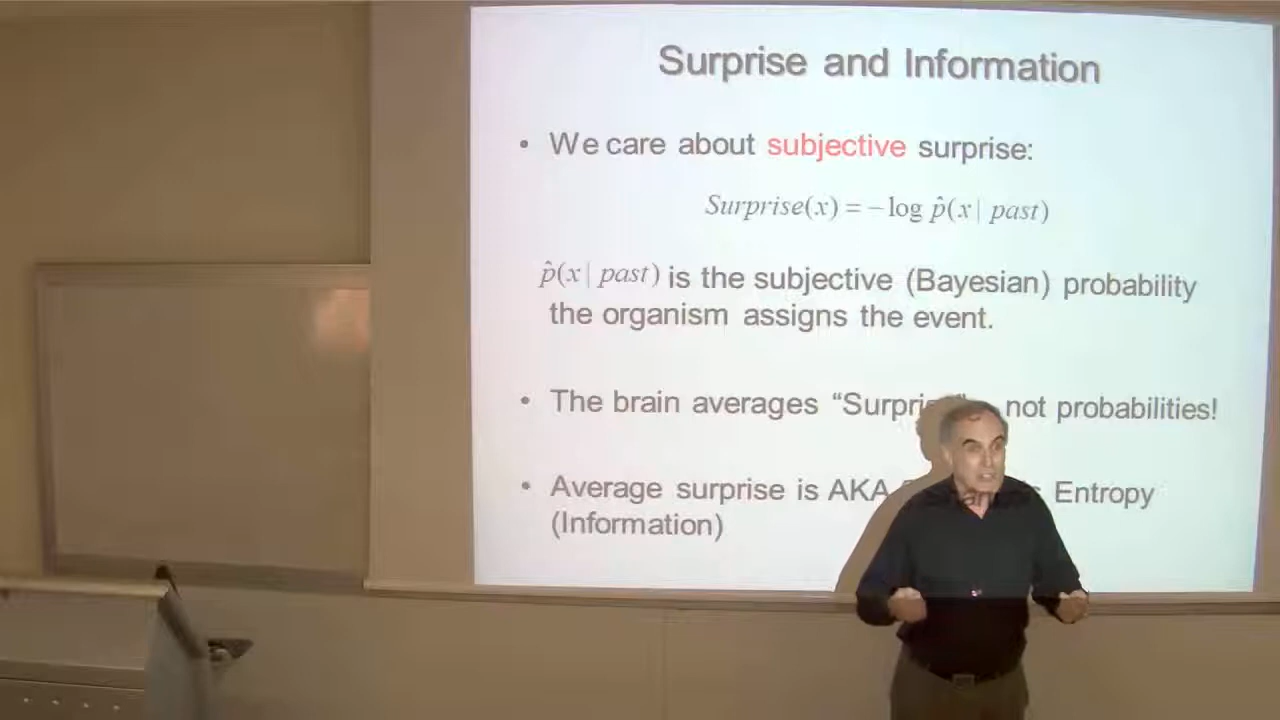 Surprise and Information
• We care about subjective surprise:
Surprise(x) = − log p̂(x | past)
p̂(x | past) is the subjective (Bayesian) probability
the organism assigns the event.
• The brain averages “Surpri not probabilities!
• Average surprise is AKA Entropy
(Information)